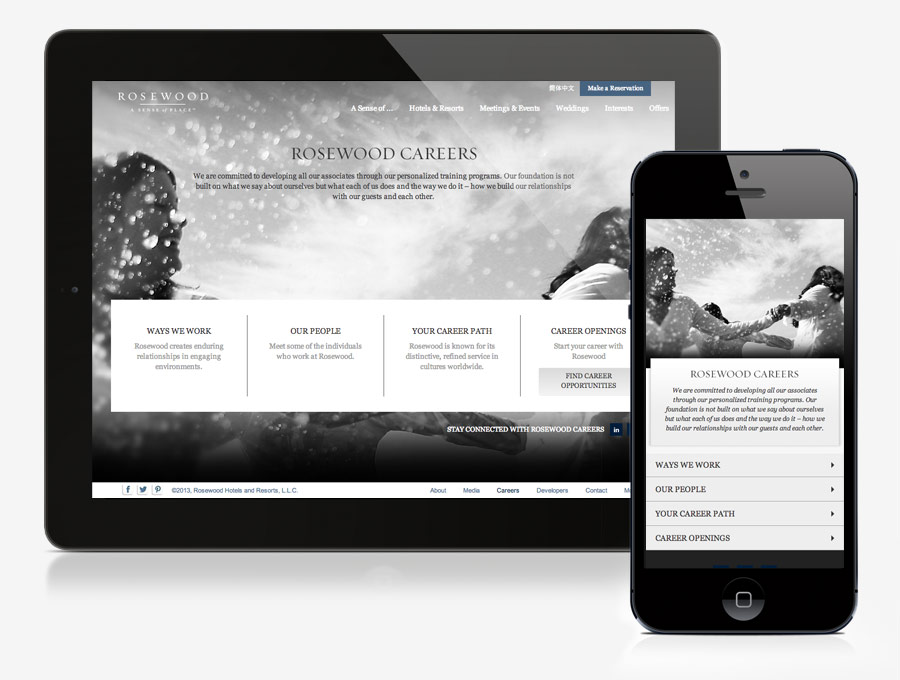 ROSEWOOD
A SENSE of PLACE™
簡体中文
Make a Reservation
A Sense of ...
Hotels & Resorts
Meetings & Events
Weddings
Interests
Offers
ROSEWOOD CAREERS
We are committed to developing all our associates through our personalized training programs. Our foundation is not
built on what we say about ourselves but what each of us does and the way we do it – how we build our relationships
with our guests and each other.
WAYS WE WORK
Rosewood creates enduring
relationships in engaging
environments.
OUR PEOPLE
Meet some of the individuals
who work at Rosewood.
YOUR CAREER PATH
Rosewood is known for its
distinctive, refined service in
cultures worldwide.
CAREER OPENINGS
Start your career with
Rosewood
FIND CAREER
OPPORTUNITIES
STAY CONNECTED WITH ROSEWOOD CAREERS
in
©2013, Rosewood Hotels and Resorts, L.L.C.
About
Media
Careers
Developers
Contact
ROSEWOOD CAREERS
We are committed to developing all our associates
through our personalized training programs. Our
foundation is not built on what we say about ourselves
but what each of us does and the way we do it – how we
build our relationships with our guests and each other.
WAYS WE WORK
OUR PEOPLE
YOUR CAREER PATH
CAREER OPENINGS